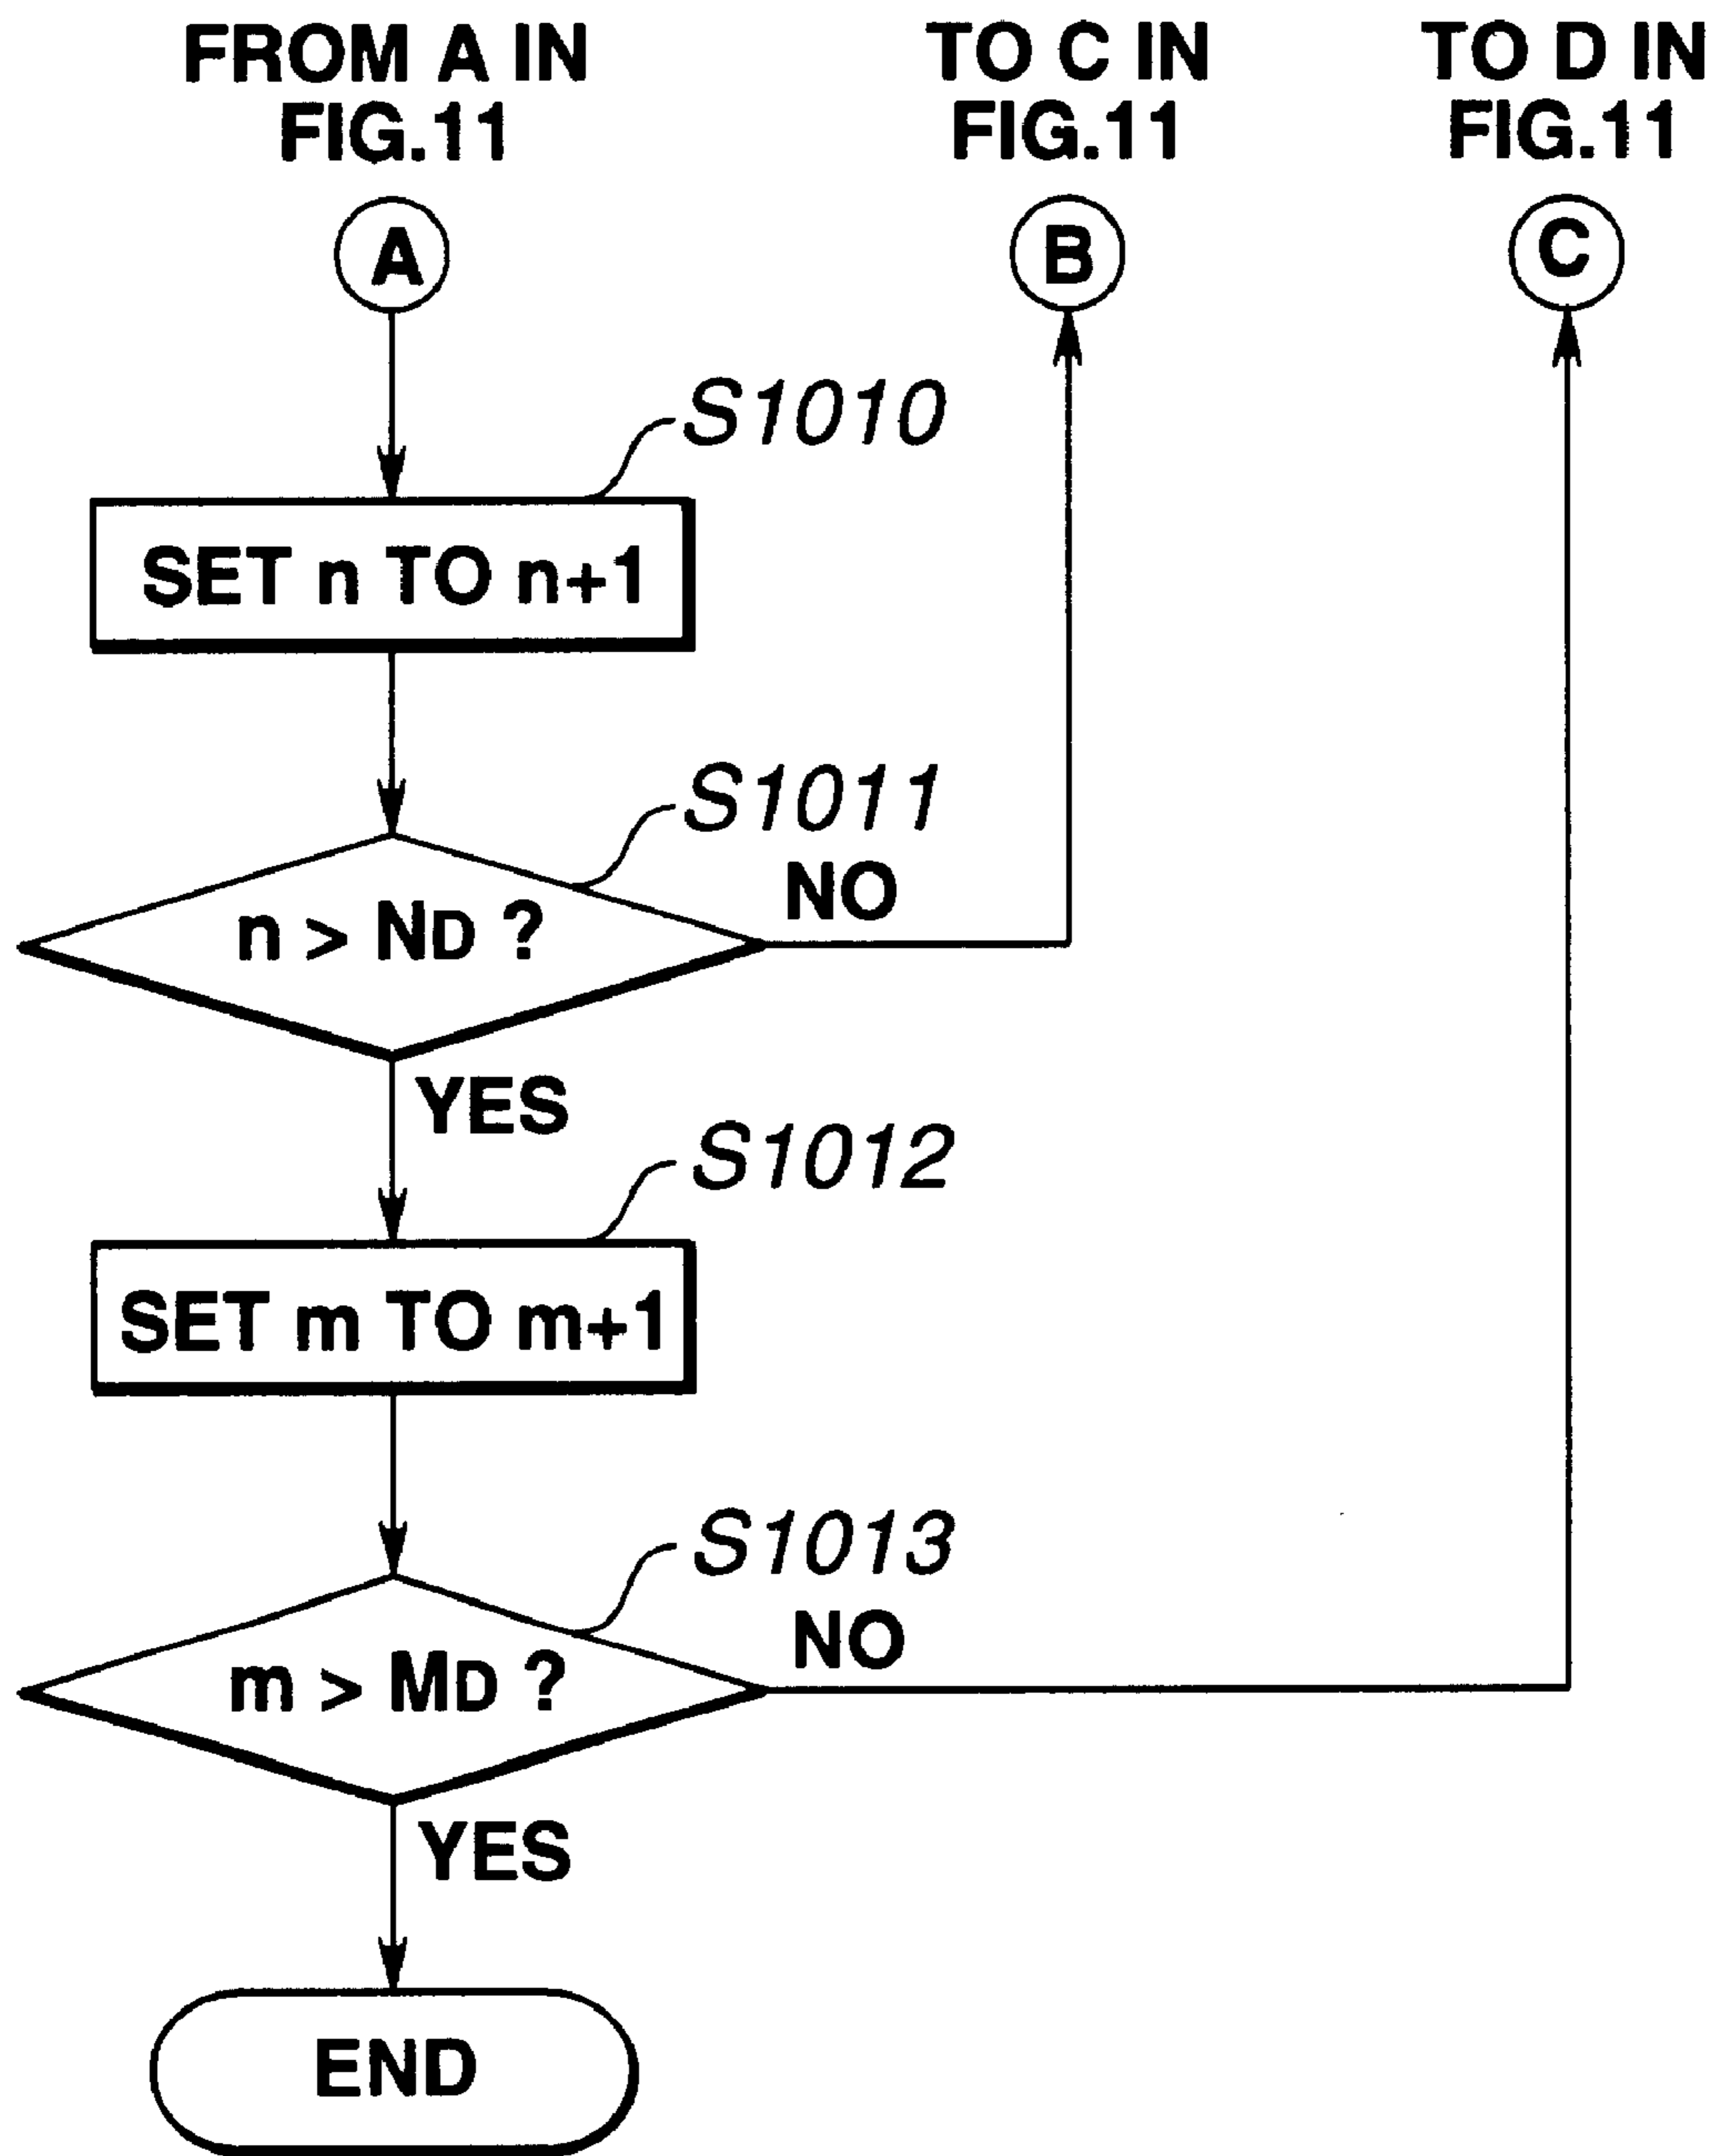 FROM A IN
FIG.11
TO C IN
FIG.11
TO D IN
FIG.11
A
B
C
S1010
SET n TO n+1
S1011
NO
n > ND ?
YES
S1012
SET m TO m+1
S1013
NO
m > MD ?
YES
END